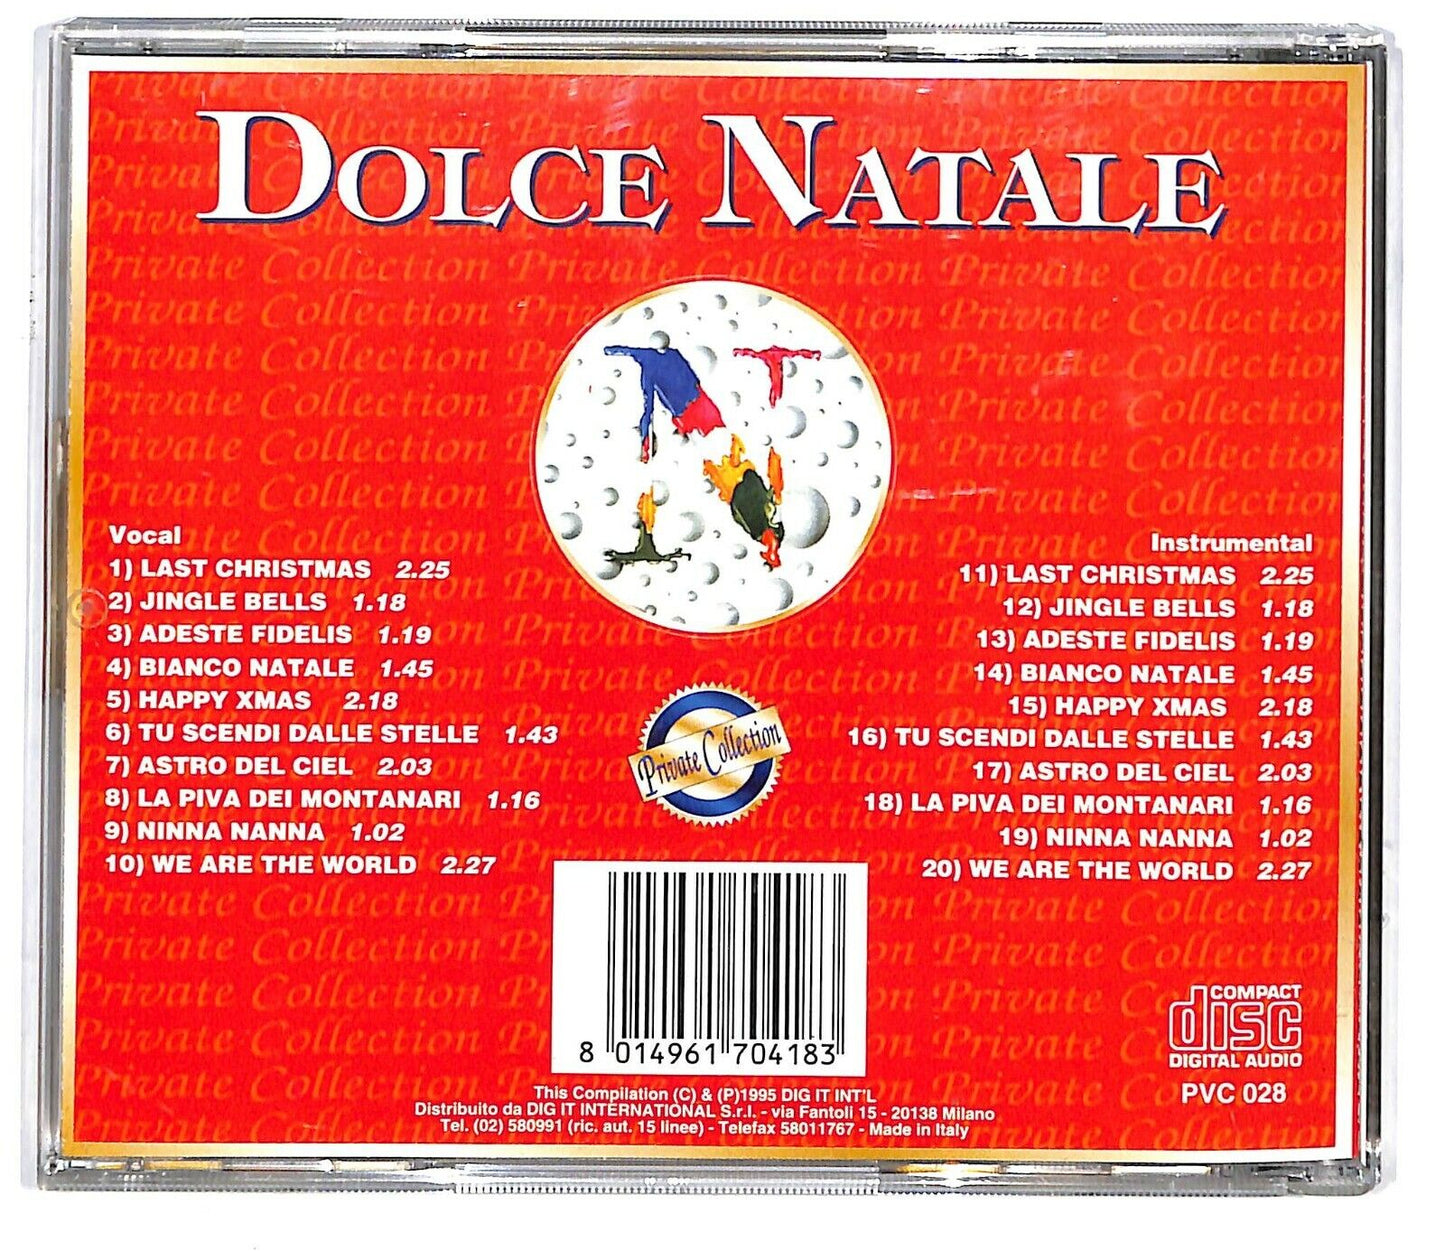 DOLCE NATALE
Vocal
1) LAST CHRISTMAS 2.25
2) JINGLE BELLS 1.18
3) ADESTE FIDELIS 1.19
4) BIANCO NATALE 1.45
5) HAPPY XMAS 2.18
6) TU SCENDI DALLE STELLE 1.43
7) ASTRO DEL CIEL 2.03
8) LA PIVA DEI MONTANARI 1.16
9) NINNA NANNA 1.02
10) WE ARE THE WORLD 2.27
Instrumental
11) LAST CHRISTMAS 2.25
12) JINGLE BELLS 1.18
13) ADESTE FIDELIS 1.19
14) BIANCO NATALE 1.45
15) HAPPY XMAS 2.18
16) TU SCENDI DALLE STELLE 1.43
17) ASTRO DEL CIEL 2.03
18) LA PIVA DEI MONTANARI 1.16
19) NINNA NANNA 1.02
20) WE ARE THE WORLD 2.27
Private Collection
8 014961 704183
COMPACT
disc
DIGITAL AUDIO
PVC 028
This Compilation (C) & (P)1995 DIG IT INT'L
Distribuito da DIG IT INTERNATIONAL S.r.l. - via Fantoli 15 - 20138 Milano
Tel. (02) 580991 (ric. aut. 15 linee) - Telefax 58011767 - Made in Italy